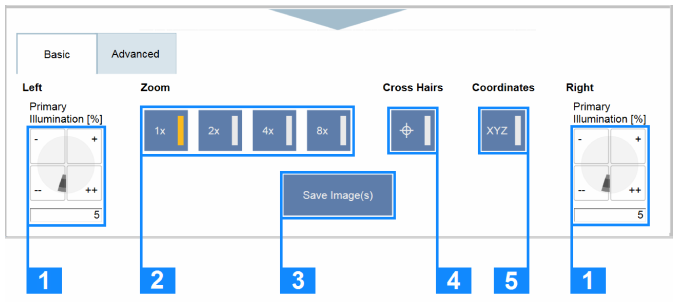 Basic
Advanced
Left
Zoom
Cross Hairs
Coordinates
Right
Primary
Illumination [%]
- +
-- ++
5
1x
2x
4x
8x
XYZ
Primary
Illumination [%]
- +
-- ++
5
Save Image(s)
1
2
3
4
5
1